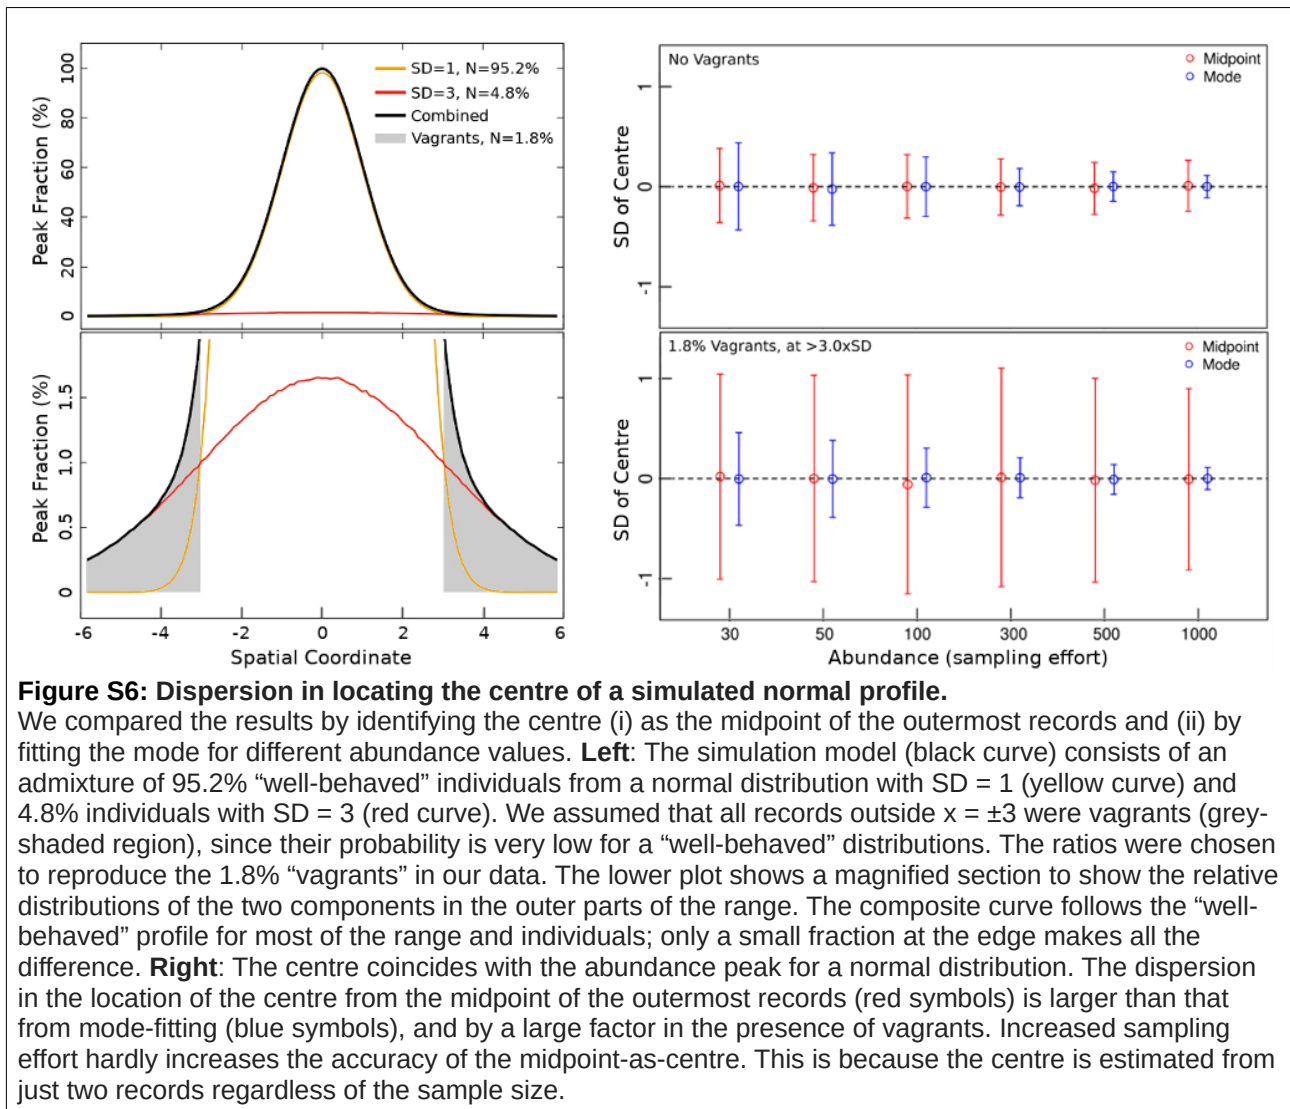 Peak Fraction (%)
100
80
60
40
20
0
SD=1, N=95.2%
SD=3, N=4.8%
Combined
Vagrants, N=1.8%
Peak Fraction (%)
1.5
1.0
0.5
0
-6 -4 -2 0 2 4 6
Spatial Coordinate
No Vagrants
Midpoint
Mode
SD of Centre
1
0
-1
1.8% Vagrants, at >3.0xSD
Midpoint
Mode
SD of Centre
1
0
-1
30 50 100 300 500 1000
Abundance (sampling effort)
Figure S6: Dispersion in locating the centre of a simulated normal profile.
We compared the results by identifying the centre (i) as the midpoint of the outermost records and (ii) by
fitting the mode for different abundance values. Left: The simulation model (black curve) consists of an
admixture of 95.2% “well-behaved” individuals from a normal distribution with SD = 1 (yellow curve) and
4.8% individuals with SD = 3 (red curve). We assumed that all records outside x = ±3 were vagrants (grey-
shaded region), since their probability is very low for a “well-behaved” distributions. The ratios were chosen
to reproduce the 1.8% “vagrants” in our data. The lower plot shows a magnified section to show the relative
distributions of the two components in the outer parts of the range. The composite curve follows the “well-
behaved” profile for most of the range and individuals; only a small fraction at the edge makes all the
difference. Right: The centre coincides with the abundance peak for a normal distribution. The dispersion
in the location of the centre from the midpoint of the outermost records (red symbols) is larger than that
from mode-fitting (blue symbols), and by a large factor in the presence of vagrants. Increased sampling
effort hardly increases the accuracy of the midpoint-as-centre. This is because the centre is estimated from
just two records regardless of the sample size.